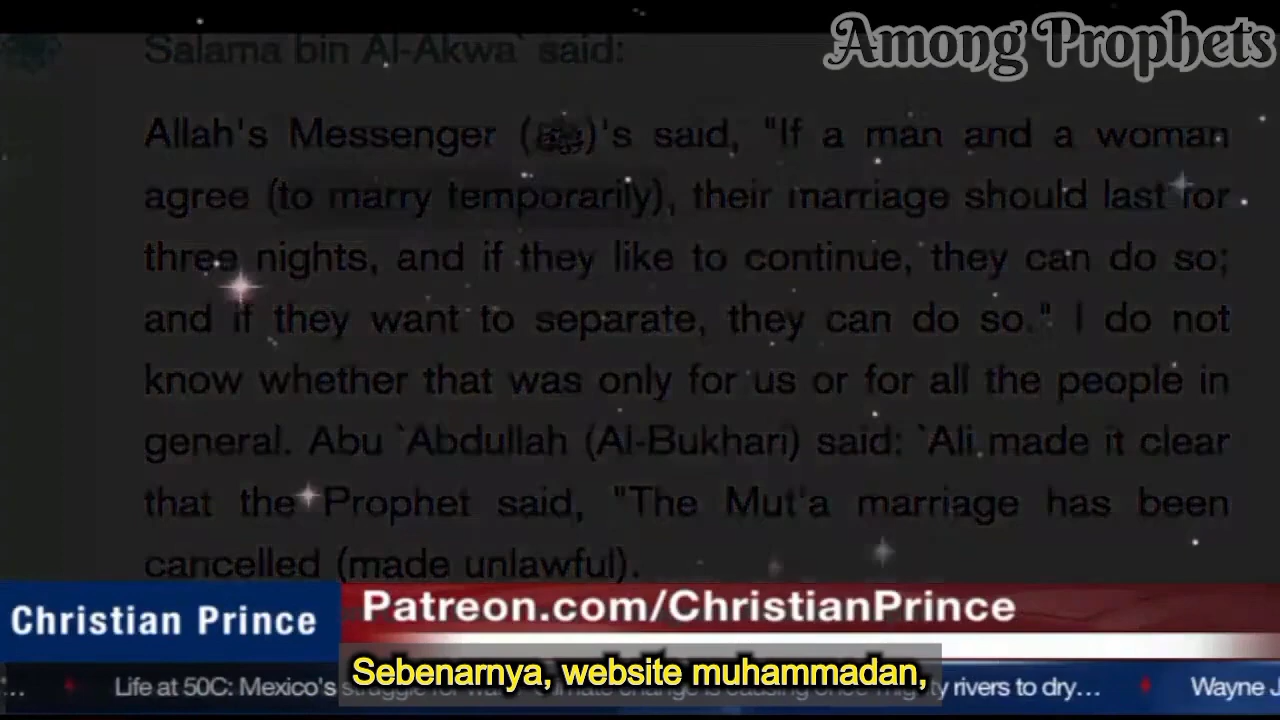 Among Prophets
Salama bin Al-Akwa` said:
Allah's Messenger (ﷺ)'s said, "If a man and a woman
agree (to marry temporarily), their marriage should last for
three nights, and if they like to continue, they can do so;
and if they want to separate, they can do so." I do not
know whether that was only for us or for all the people in
general. Abu `Abdullah (Al-Bukhari) said: `Ali made it clear
that the Prophet said, "The Mut'a marriage has been
cancelled (made unlawful).
Christian Prince
Patreon.com/ChristianPrince
Sebenarnya, website muhammadan,
Life at 50C: Mexico's struggle for rivers to dry... Wayne J